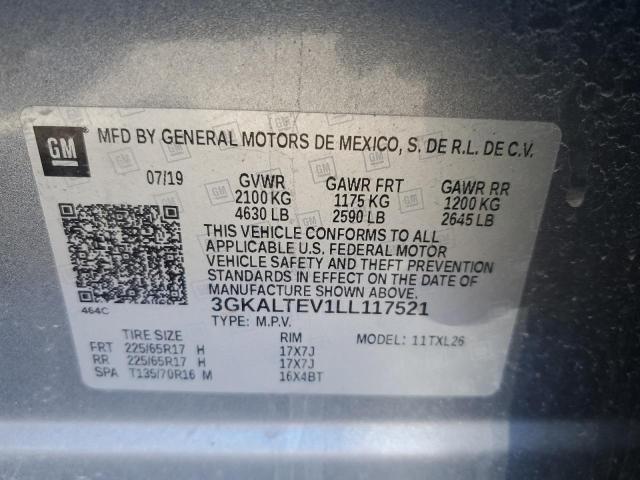 GM
MFD BY GENERAL MOTORS DE MEXICO, S. DE R.L. DE C.V.
07/19 GVWR GAWR FRT GAWR RR
2100 KG 1175 KG 1200 KG
4630 LB 2590 LB 2645 LB
THIS VEHICLE CONFORMS TO ALL
APPLICABLE U.S. FEDERAL MOTOR
VEHICLE SAFETY AND THEFT PREVENTION
STANDARDS IN EFFECT ON THE DATE OF
MANUFACTURE SHOWN ABOVE.
464C
3GKALTEV1LL117521
TYPE: M.P.V. MODEL: 11TXL26
TIRE SIZE RIM
FRT 225/65R17 H 17X7J
RR 225/65R17 H 17X7J
SPA T135/70R16 M 16X4BT